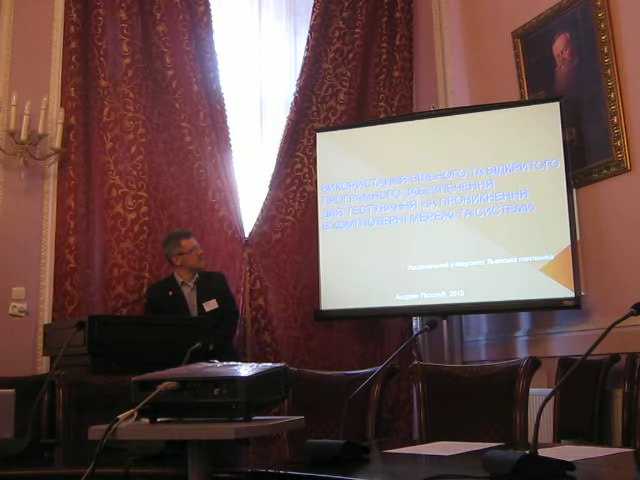 ВИКОРИСТАННЯ ВІЛЬНОГО ТА ВІДКРИТОГО
ПРОГРАМНОГО ЗАБЕЗПЕЧЕННЯ
ДЛЯ ТЕСТУВАННЯ НА ПРОНИКНЕННЯ
В КОМП'ЮТЕРНІ МЕРЕЖІ ТА СИСТЕМИ
Національний університет Львівська політехніка
2012